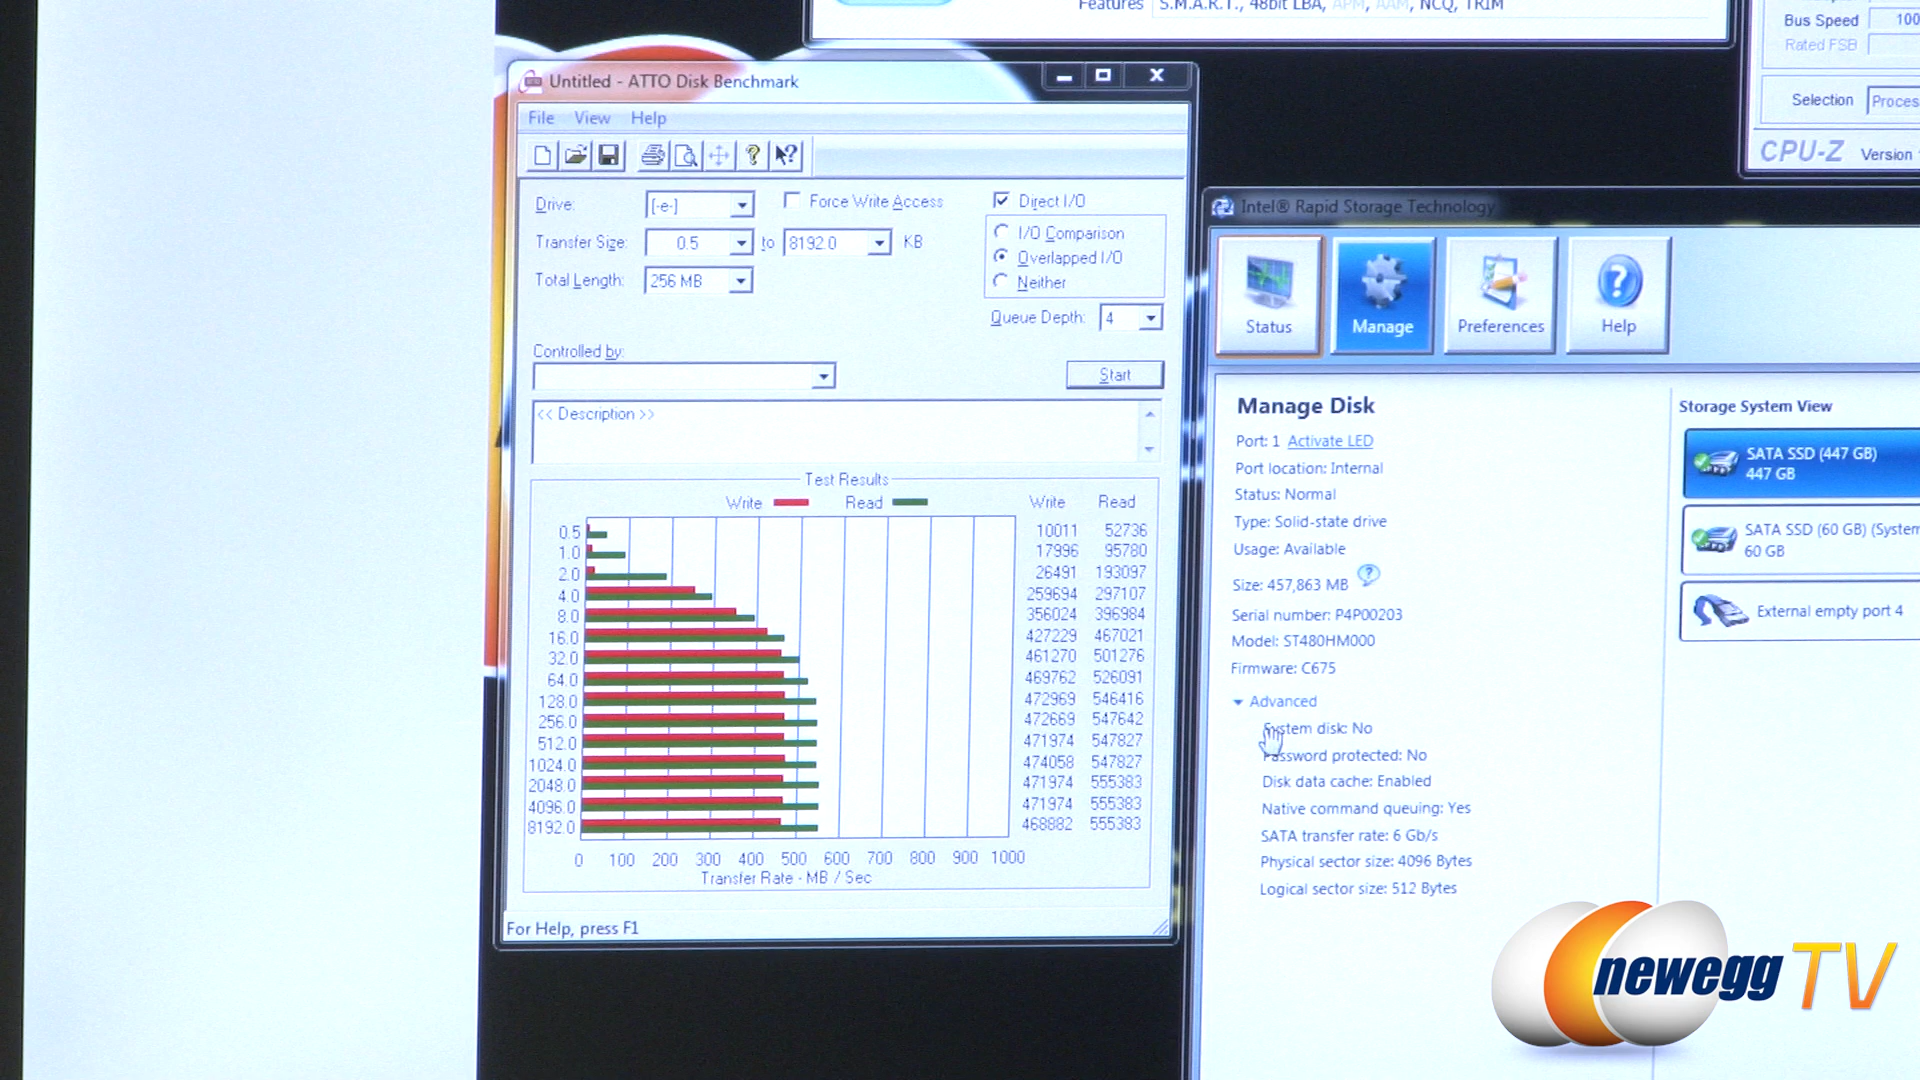 Features S.M.A.R.T., 48bit LBA, APM, AAM, NCQ, TRIM
Bus Speed 100
Rated FSB
Selection Proces
CPU-Z Version
Untitled - ATTO Disk Benchmark
File View Help
Drive: [-e-] Force Write Access Direct I/O
Transfer Size: 0.5 to 8192.0 KB
Total Length: 256 MB
I/O Comparison
Overlapped I/O
Neither
Queue Depth: 4
Controlled by:
Start
<< Description >>
Test Results
Write Read Write Read
0.5 10011 52736
1.0 17996 95780
2.0 26491 193097
4.0 259694 297107
8.0 356024 396984
16.0 427229 467021
32.0 461270 501276
64.0 469762 526091
128.0 472969 546416
256.0 472669 547642
512.0 471974 547827
1024.0 474058 547827
2048.0 471974 555383
4096.0 471974 555383
8192.0 468882 555383
0 100 200 300 400 500 600 700 800 900 1000
Transfer Rate - MB / Sec
For Help, press F1
Intel® Rapid Storage Technology
Status Manage Preferences Help
Manage Disk
Port: 1 Activate LED
Port location: Internal
Status: Normal
Type: Solid-state drive
Usage: Available
Size: 457,863 MB
Serial number: P4P00203
Model: ST480HM000
Firmware: C675
Advanced
System disk: No
Password protected: No
Disk data cache: Enabled
Native command queuing: Yes
SATA transfer rate: 6 Gb/s
Physical sector size: 4096 Bytes
Logical sector size: 512 Bytes
Storage System View
SATA SSD (447 GB)
447 GB
SATA SSD (60 GB) (System
60 GB
External empty port 4
newegg TV